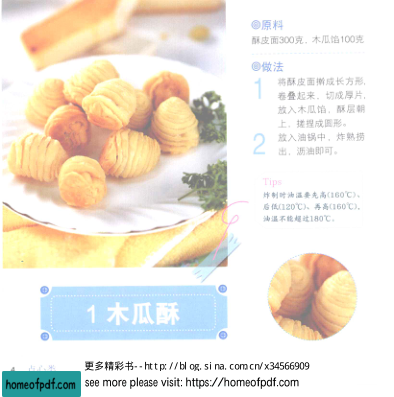 原料
酥皮面300克，木瓜馅100克
做法
1 将酥皮面擀成长方形，
卷叠起来，切成厚片，
放入木瓜馅，酥层朝
上，搓捏成圆形。
2 放入油锅中，炸熟捞
出，沥油即可。
Tips
炸制时油温要先高(160℃)，
后低(120℃)，再高(160℃)，
油温不能超过180℃。
1 木瓜酥
更多精彩书--http://blog.sina.com.cn/x34566909
see more please visit: https://homeofpdf.com
homeofpdf.com